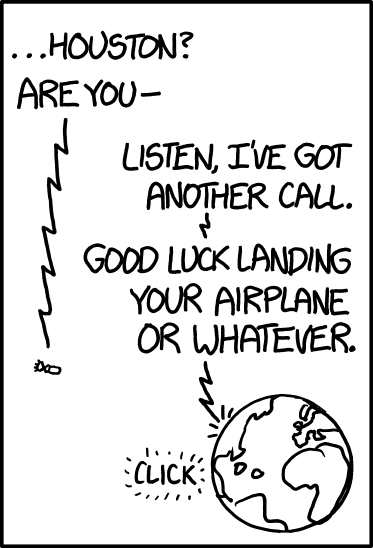 ...HOUSTON?
ARE YOU—
LISTEN, I'VE GOT
ANOTHER CALL.
GOOD LUCK LANDING
YOUR AIRPLANE
OR WHATEVER.
CLICK